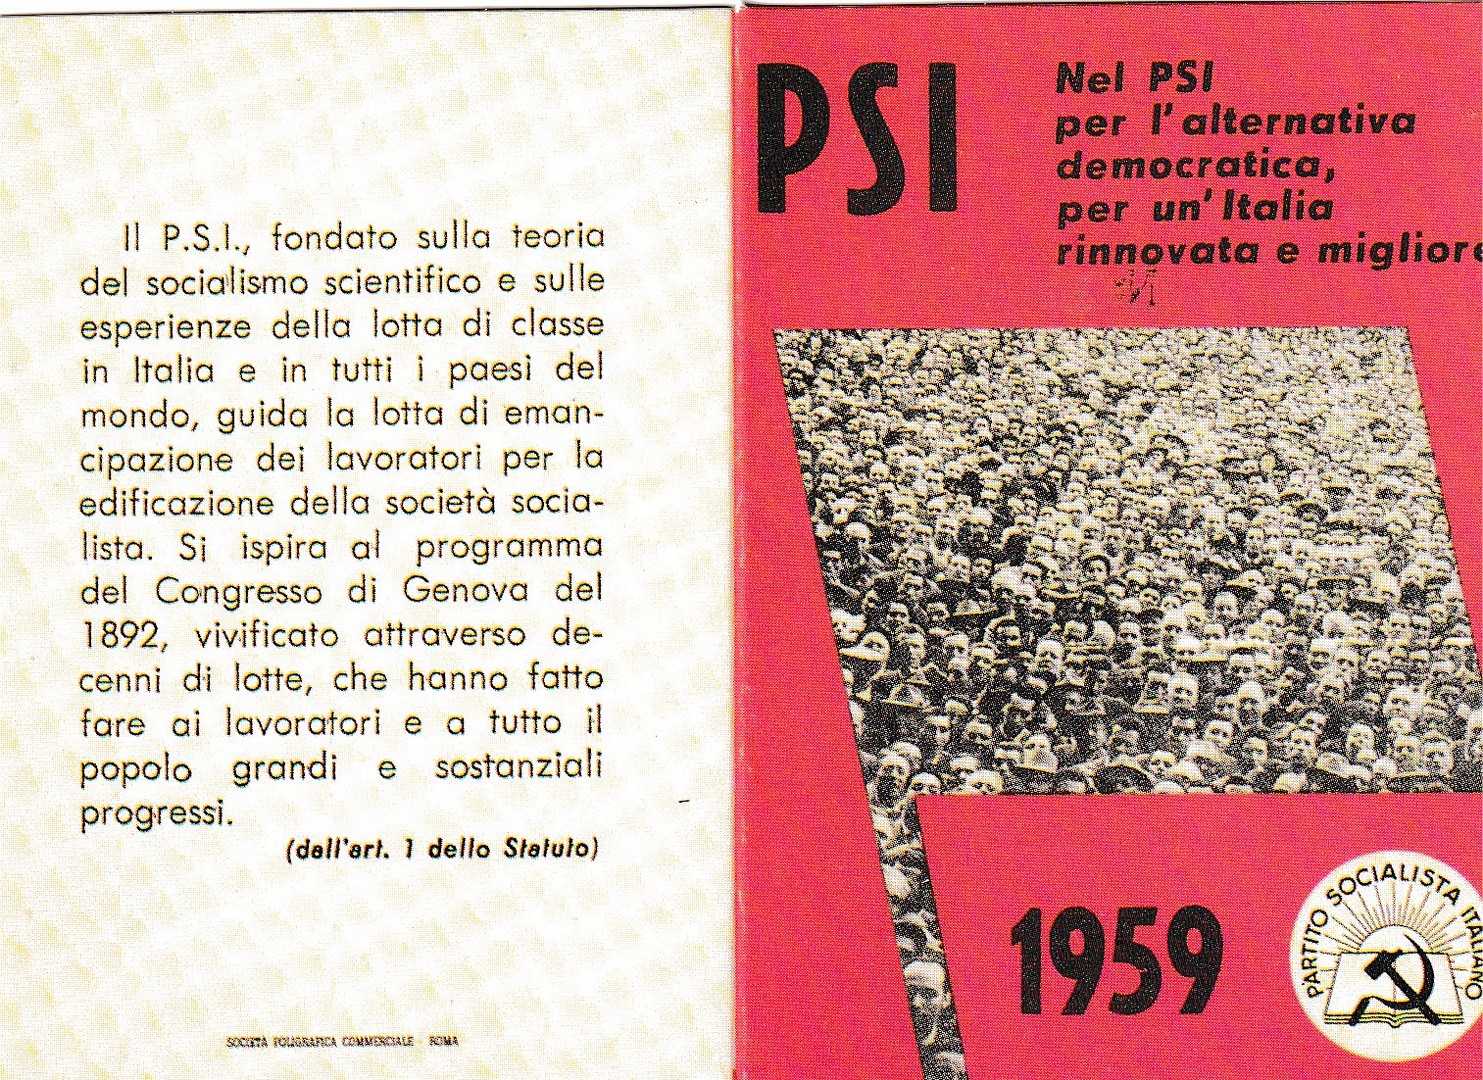 Il P.S.I., fondato sulla teoria
del socialismo scientifico e sulle
esperienze della lotta di classe
in Italia e in tutti i paesi del
mondo, guida la lotta di eman-
cipazione dei lavoratori per la
edificazione della società socia-
lista. Si ispira al programma
del Congresso di Genova del
1892, vivificato attraverso de-
cenni di lotte, che hanno fatto
fare ai lavoratori e a tutto il
popolo grandi e sostanziali
progressi.
(dall'art. 1 dello Statuto)
SOCIETÀ POLIGRAFICA COMMERCIALE - ROMA
PSI
Nel PSI
per l'alternativa
democratica,
per un'Italia
rinnovata e migliore
1959
PARTITO SOCIALISTA ITALIANO